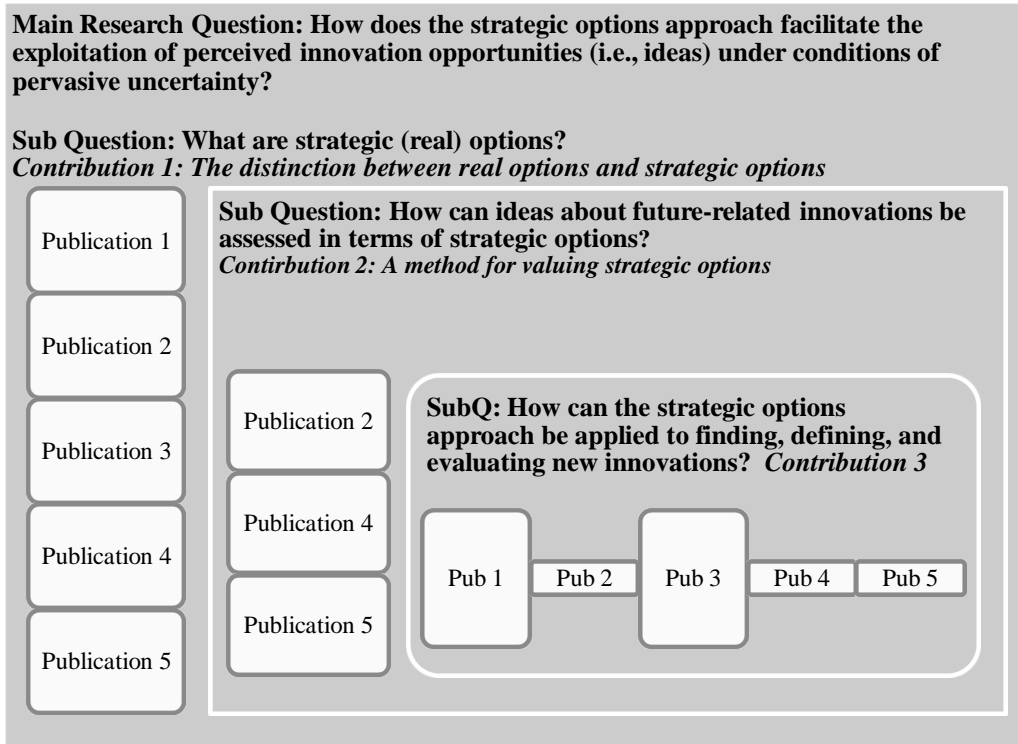 Main Research Question: How does the strategic options approach facilitate the
exploitation of perceived innovation opportunities (i.e., ideas) under conditions of
pervasive uncertainty?
Sub Question: What are strategic (real) options?
Contribution 1: The distinction between real options and strategic options
Publication 1
Publication 2
Publication 3
Publication 4
Publication 5
Sub Question: How can ideas about future-related innovations be
assessed in terms of strategic options?
Contirbution 2: A method for valuing strategic options
Publication 2
Publication 4
Publication 5
SubQ: How can the strategic options
approach be applied to finding, defining, and
evaluating new innovations? Contribution 3
Pub 1
Pub 2
Pub 3
Pub 4
Pub 5